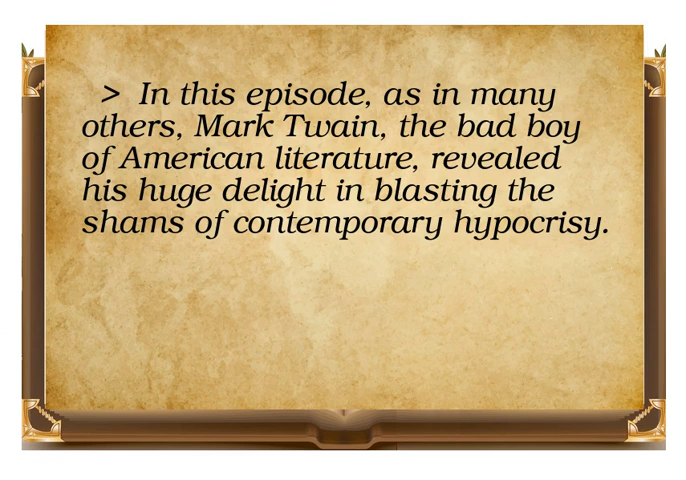 > In this episode, as in many
others, Mark Twain, the bad boy
of American literature, revealed
his huge delight in blasting the
shams of contemporary hypocrisy.